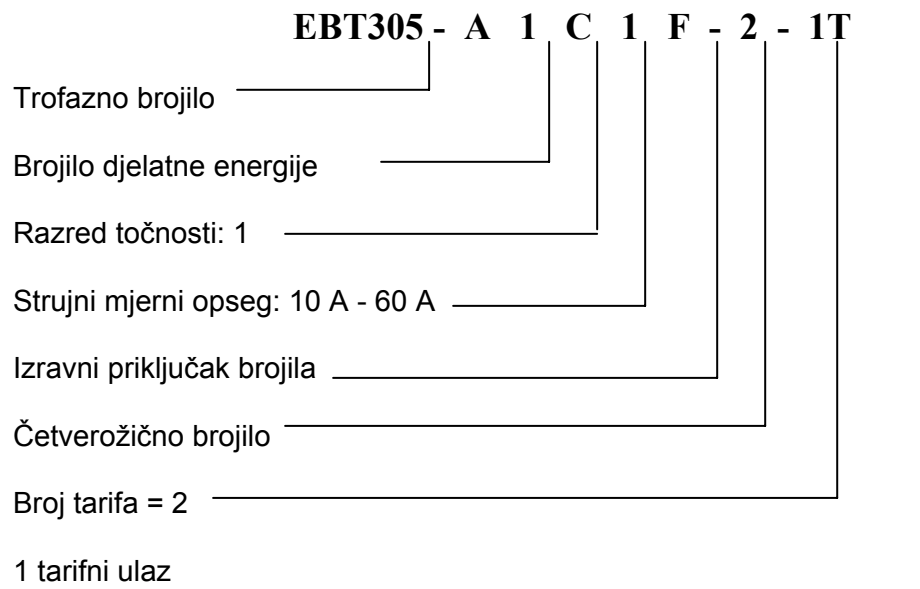 EBT305 - A 1 C 1 F - 2 - 1T
Trofazno brojilo
Brojilo djelatne energije
Razred točnosti: 1
Strujni mjerni opseg: 10 A - 60 A
Izravni priključak brojila
Četverožično brojilo
Broj tarifa = 2
1 tarifni ulaz